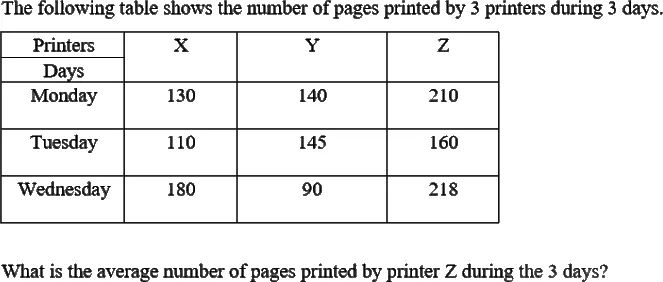 The following table shows the number of pages printed by 3 printers during 3 days.
Printers X Y Z
Days
Monday 130 140 210
Tuesday 110 145 160
Wednesday 180 90 218
What is the average number of pages printed by printer Z during the 3 days?